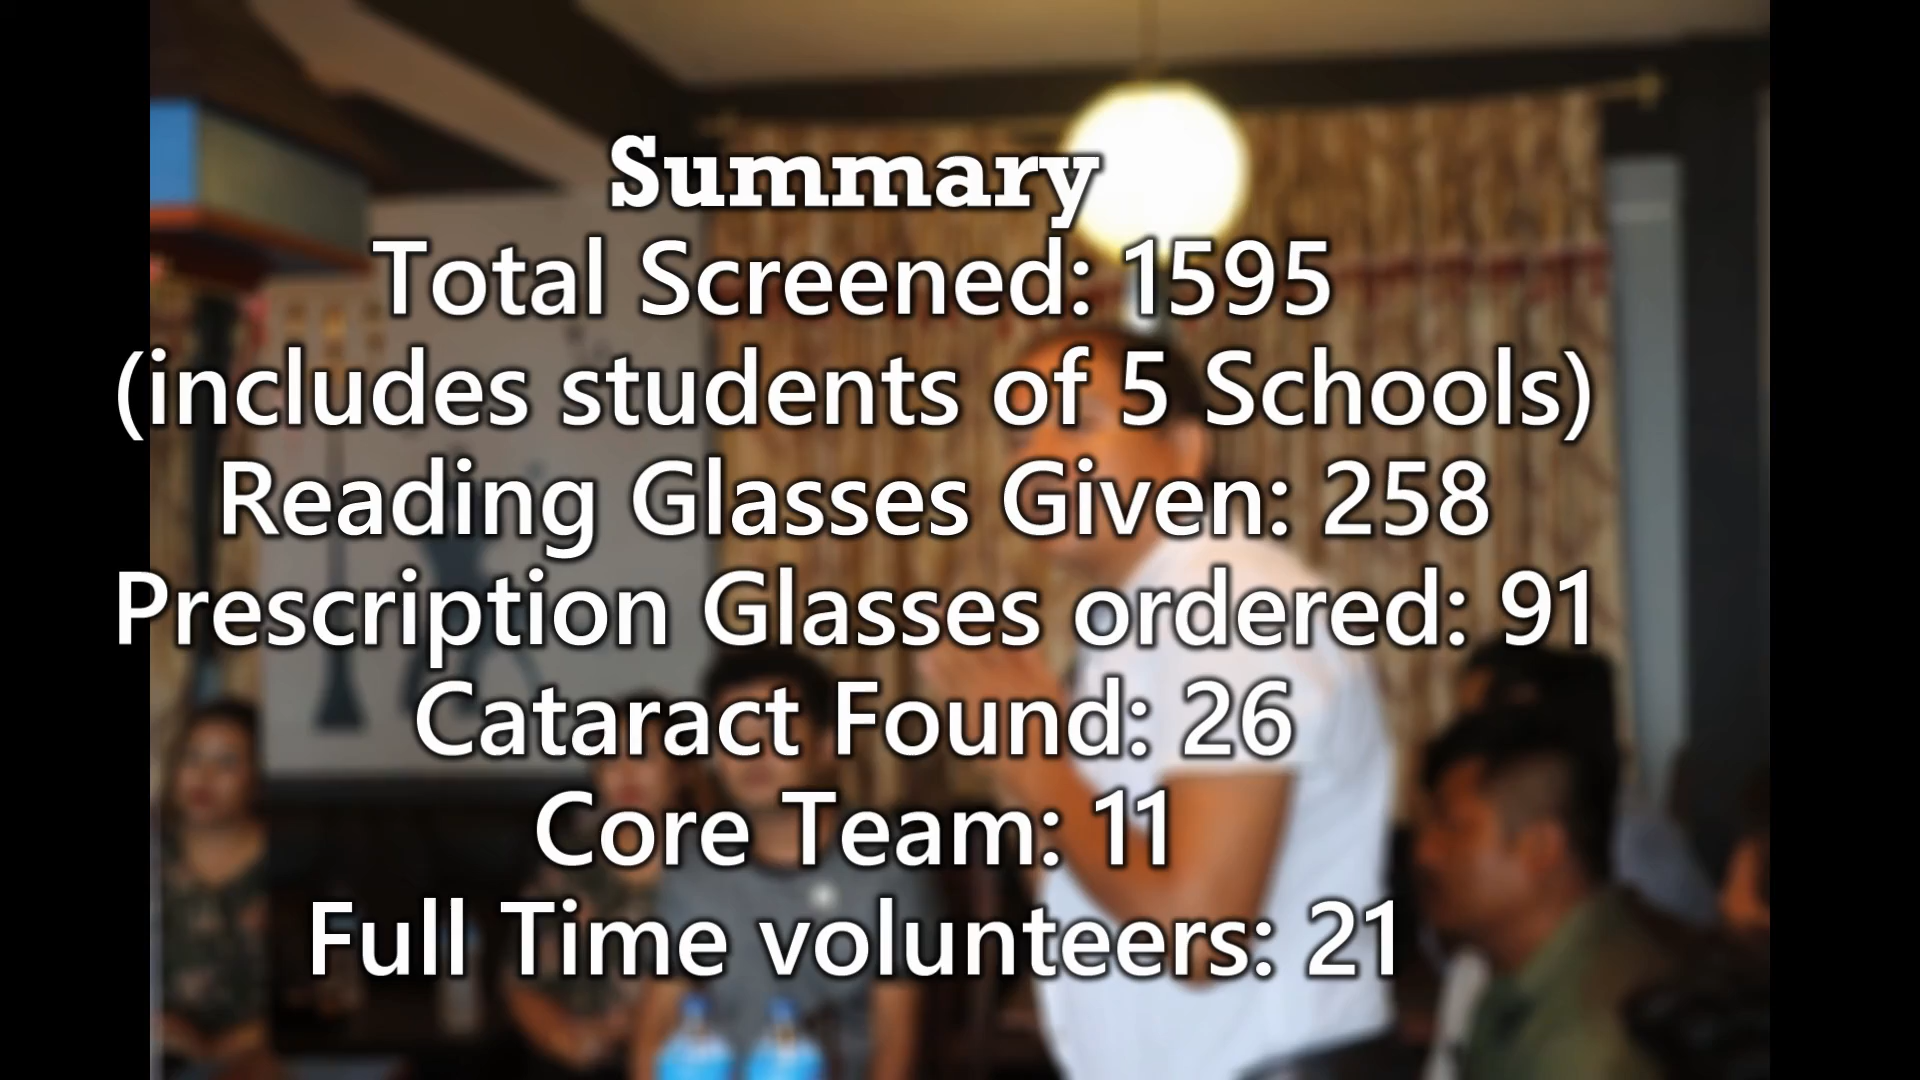 Summary
Total Screened: 1595
(includes students of 5 Schools)
Reading Glasses Given: 258
Prescription Glasses ordered: 91
Cataract Found: 26
Core Team: 11
Full Time volunteers: 21